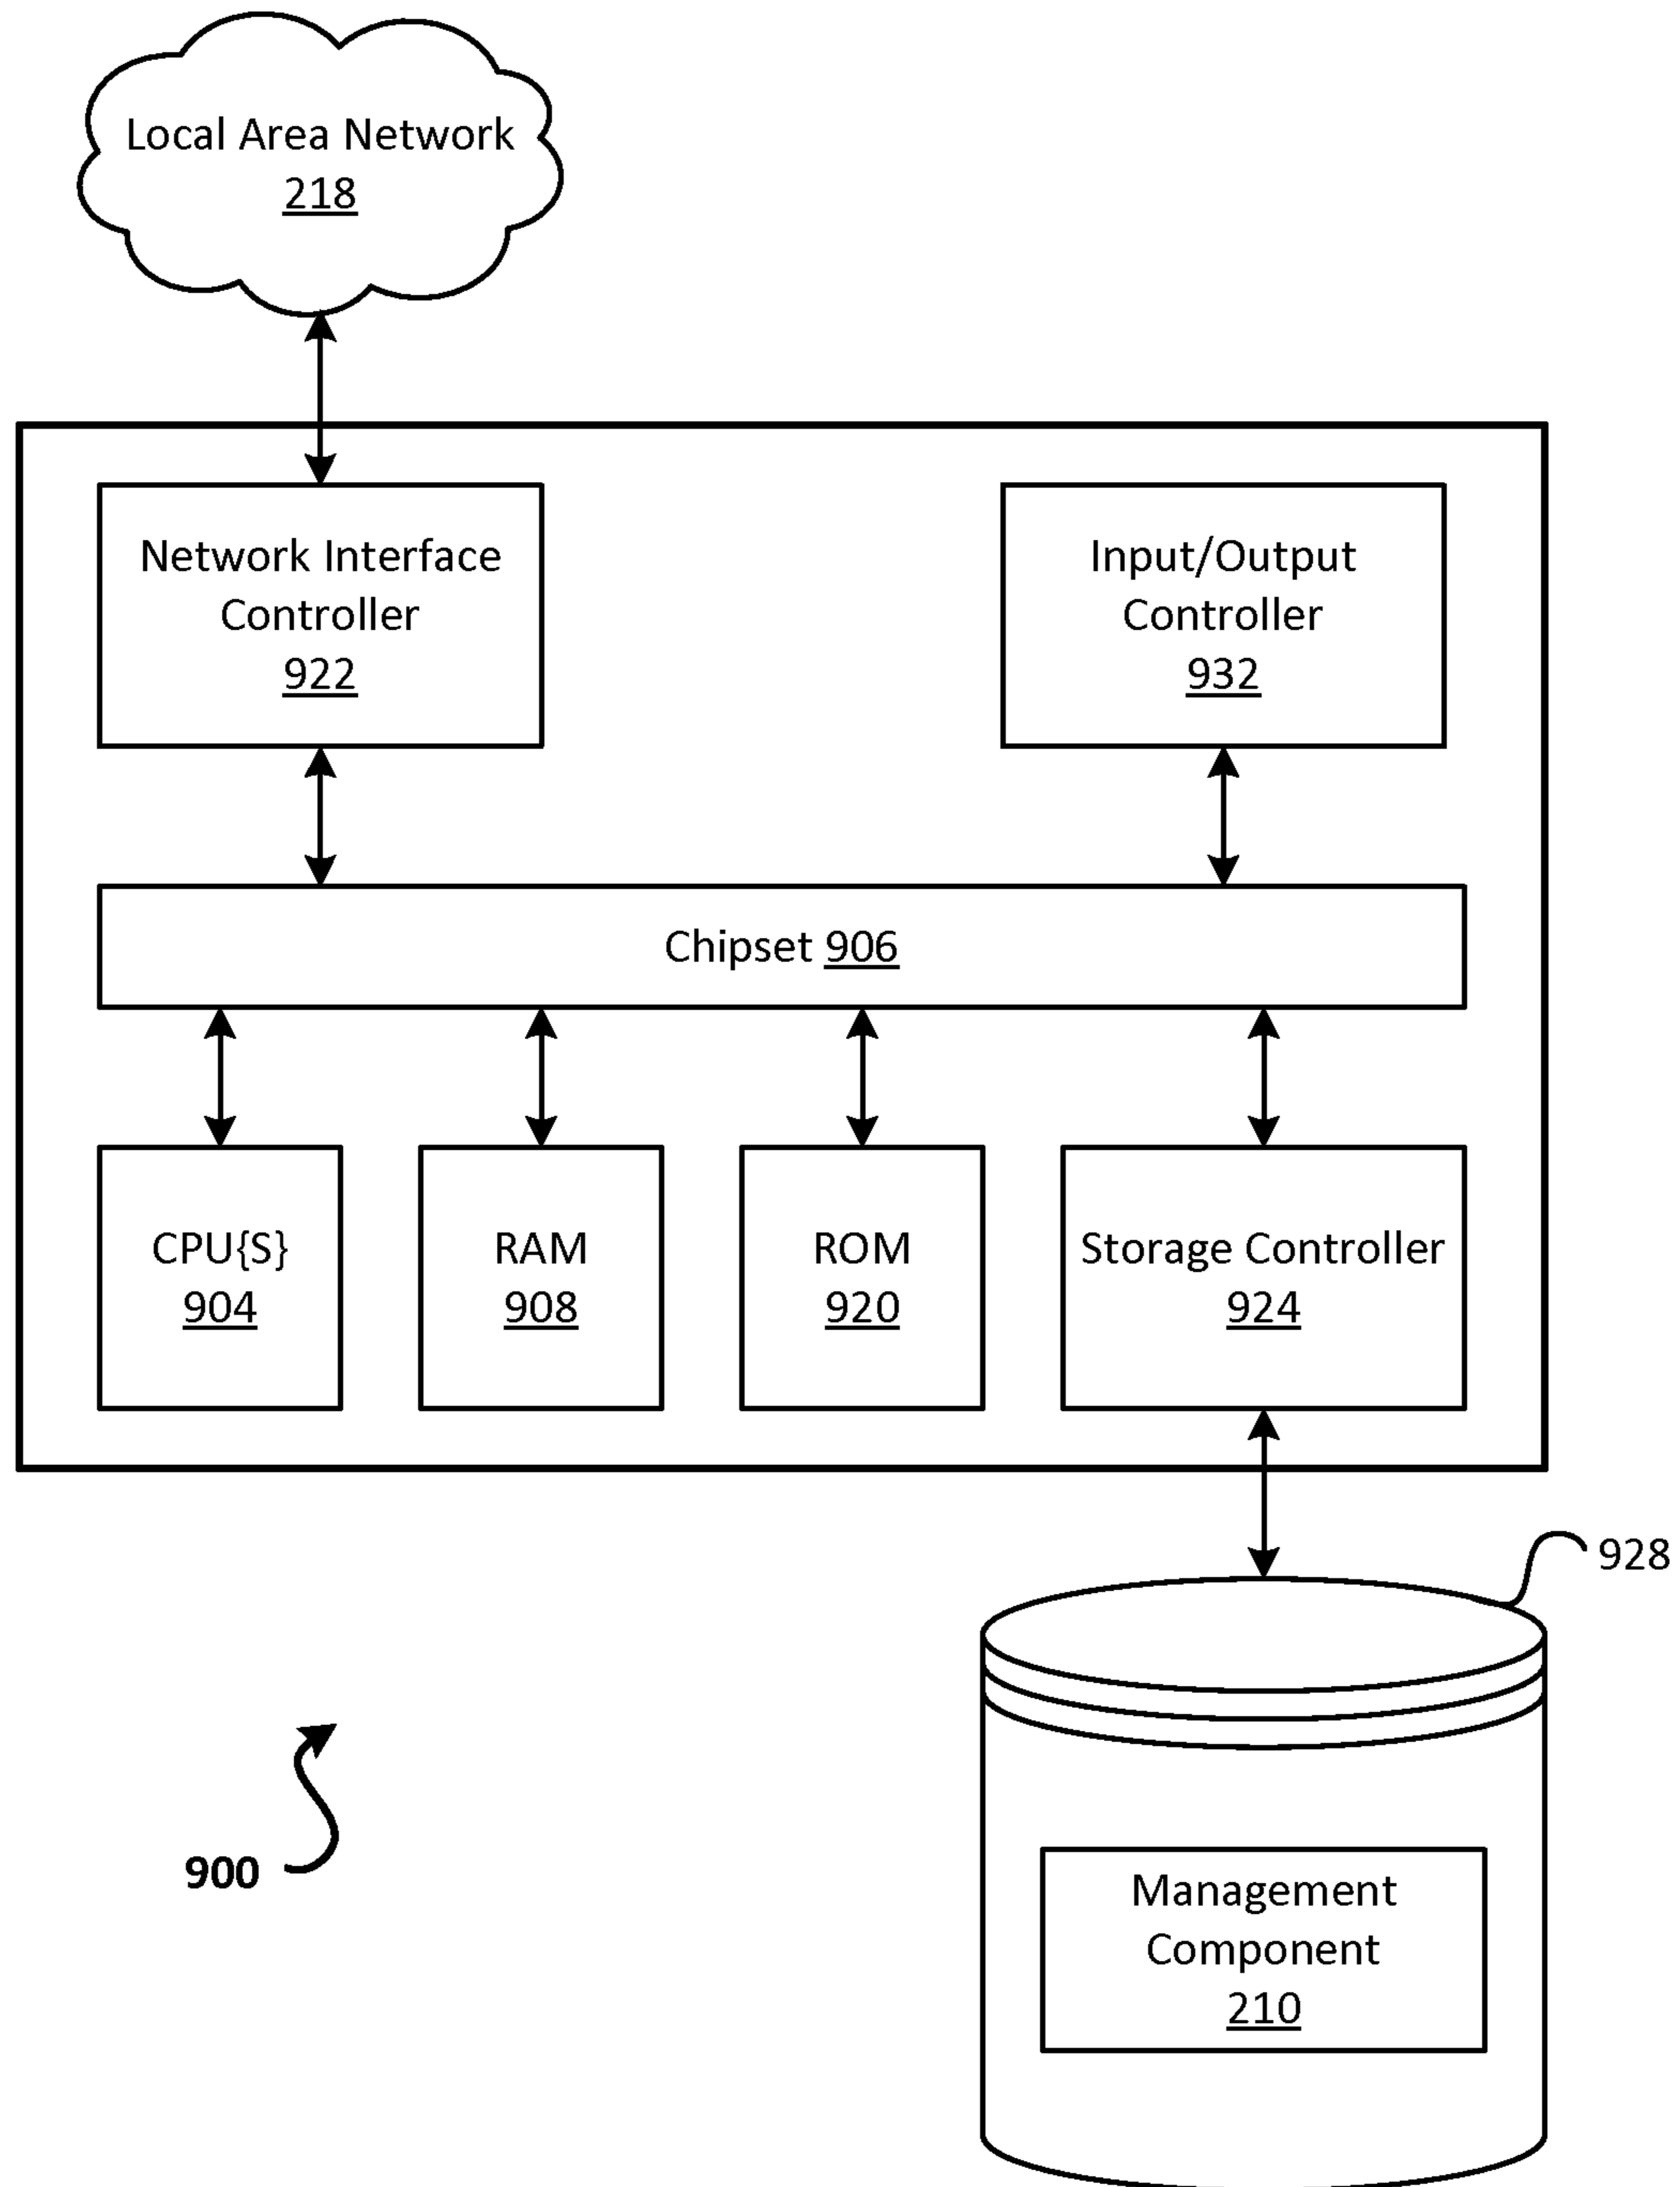 Local Area Network
218
Network Interface
Controller
922
Input/Output
Controller
932
Chipset 906
CPU{S}
904
RAM
908
ROM
920
Storage Controller
924
928
900
Management
Component
210